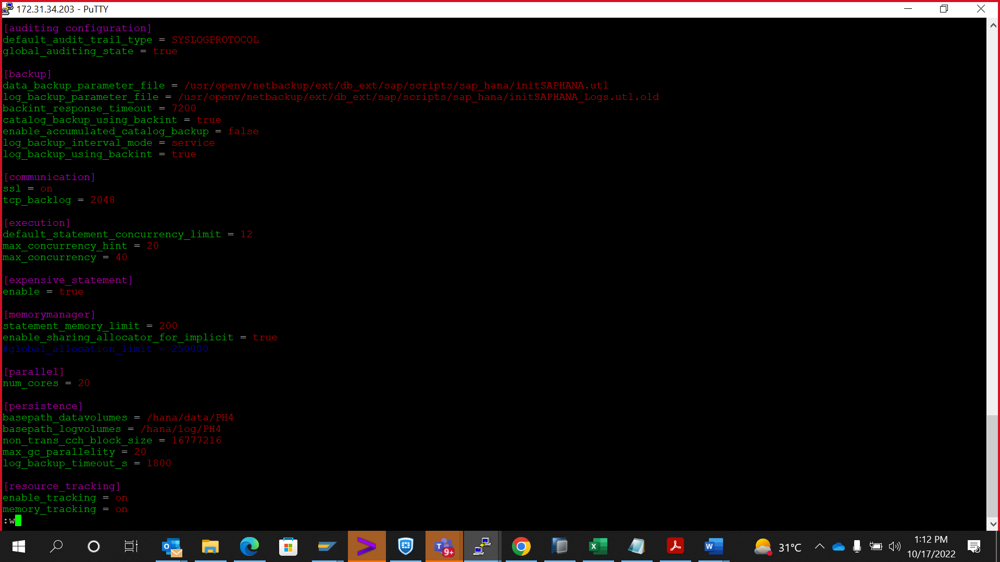 172.31.34.203 - PuTTY
[auditing configuration]
default_audit_trail_type = SYSLOGPROTOCOL
global_auditing_state = true
[backup]
data_backup_parameter_file = /usr/openv/netbackup/ext/db_ext/sap/scripts/sap_hana/initSAPHANA.utl
log_backup_parameter_file = /usr/openv/netbackup/ext/db_ext/sap/scripts/sap_hana/initSAPHANA_Logs.utl.old
backint_response_timeout = 7200
catalog_backup_using_backint = true
enable_accumulated_catalog_backup = false
log_backup_interval_mode = service
log_backup_using_backint = true
[communication]
ssl = on
tcp_backlog = 2048
[execution]
default_statement_concurrency_limit = 12
max_concurrency_hint = 20
max_concurrency = 40
[expensive_statement]
enable = true
[memorymanager]
statement_memory_limit = 200
enable_sharing_allocator_for_implicit = true
#global_allocation_limit = 250000
[parallel]
num_cores = 20
[persistence]
basepath_datavolumes = /hana/data/PH4
basepath_logvolumes = /hana/log/PH4
non_trans_cch_block_size = 16777216
max_gc_parallelity = 20
log_backup_timeout_s = 1800
[resource_tracking]
enable_tracking = on
memory_tracking = on
:w
9+
31°C
1:12 PM
10/17/2022